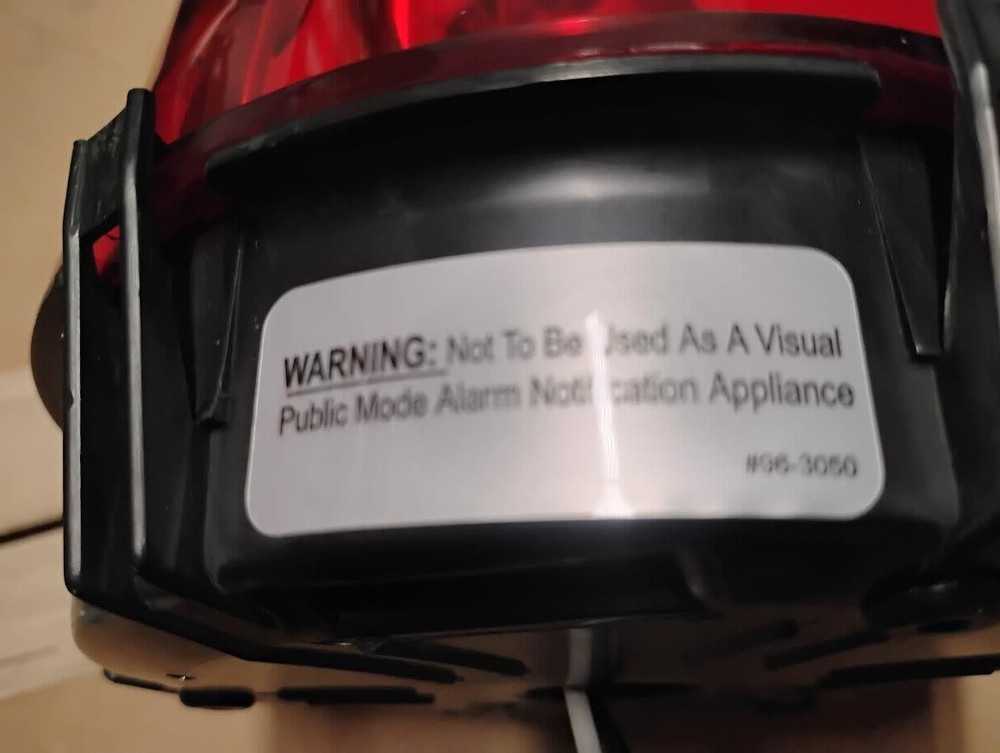 WARNING: Not To Be Used As A Visual
Public Mode Alarm Notification Appliance
#96-3050